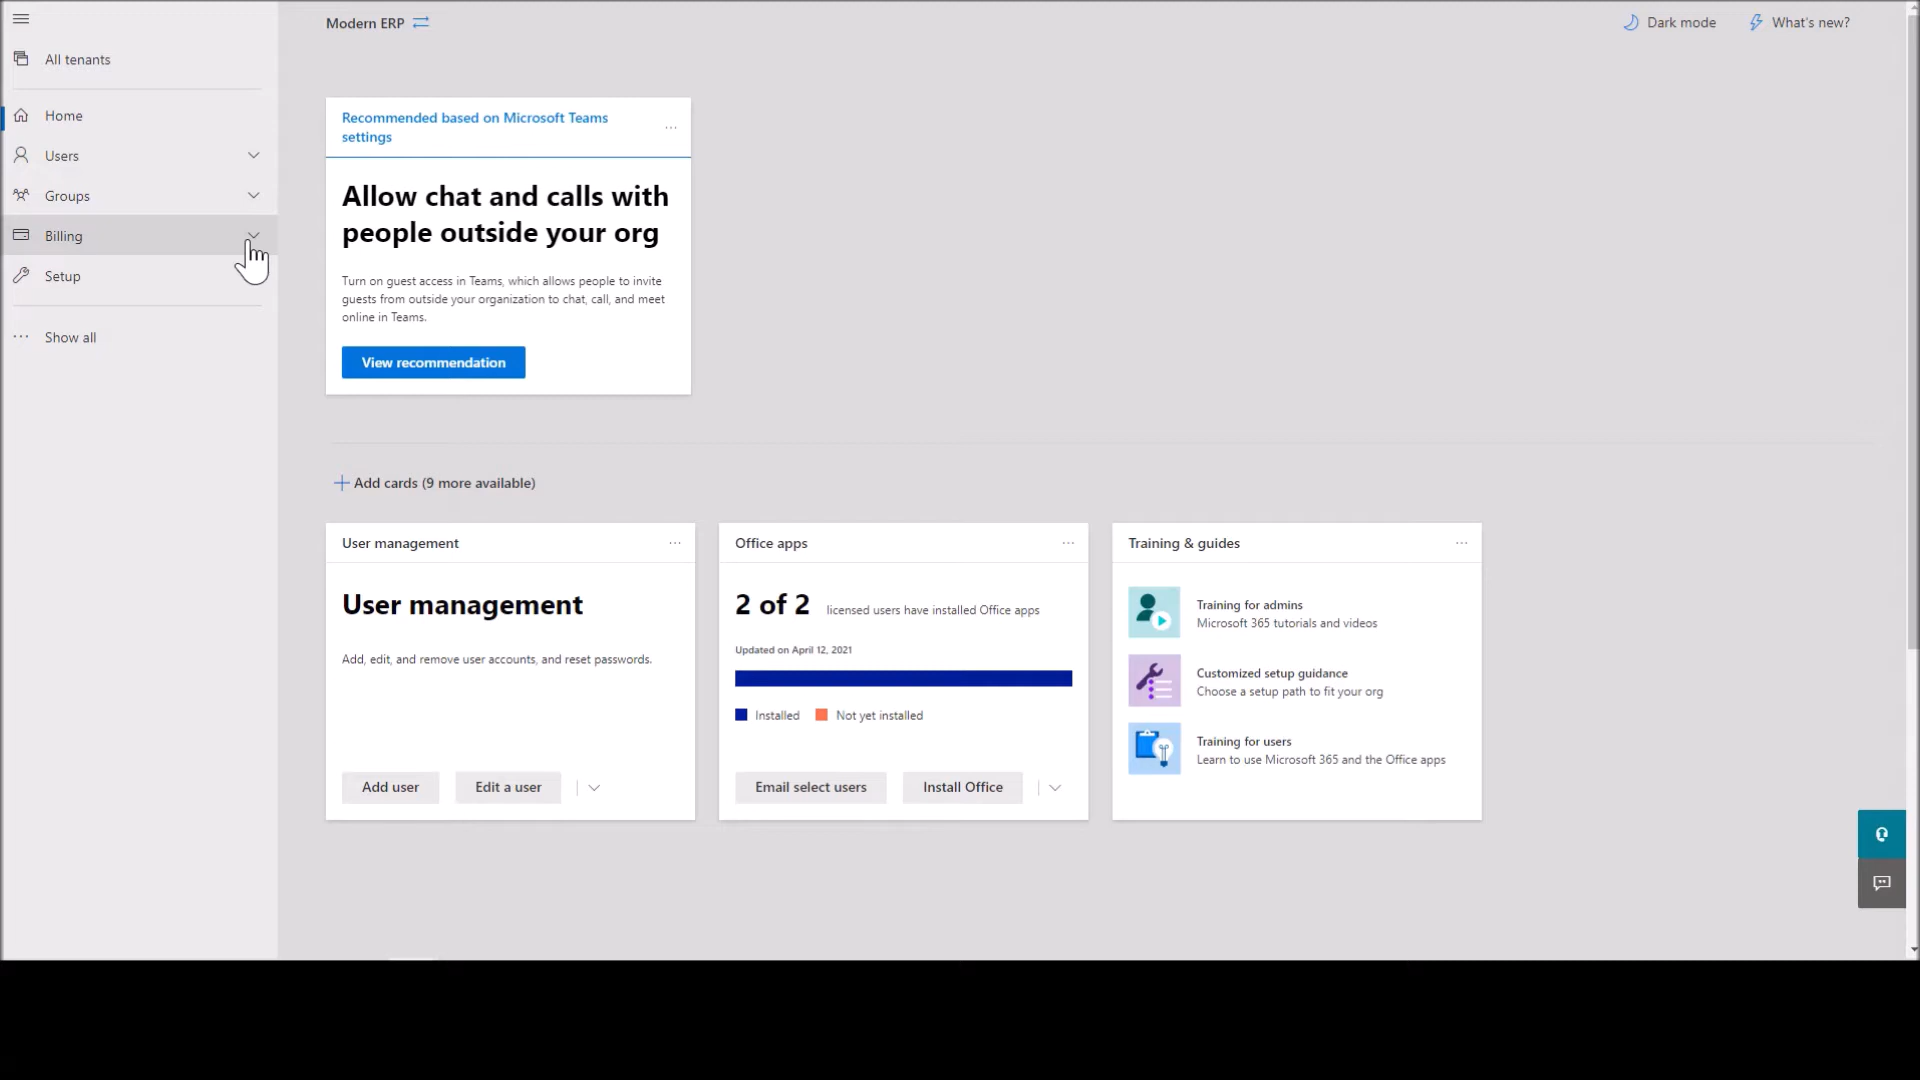 Modern ERP
Dark mode
What's new?
All tenants
Home
Users
Groups
Billing
Setup
Show all
Recommended based on Microsoft Teams
settings
Allow chat and calls with
people outside your org
Turn on guest access in Teams, which allows people to invite
guests from outside your organization to chat, call, and meet
online in Teams.
View recommendation
Add cards (9 more available)
User management
User management
Add, edit, and remove user accounts, and reset passwords.
Add user
Edit a user
Office apps
2 of 2 licensed users have installed Office apps
Updated on April 12, 2021
Installed
Not yet installed
Email select users
Install Office
Training & guides
Training for admins
Microsoft 365 tutorials and videos
Customized setup guidance
Choose a setup path to fit your org
Training for users
Learn to use Microsoft 365 and the Office apps